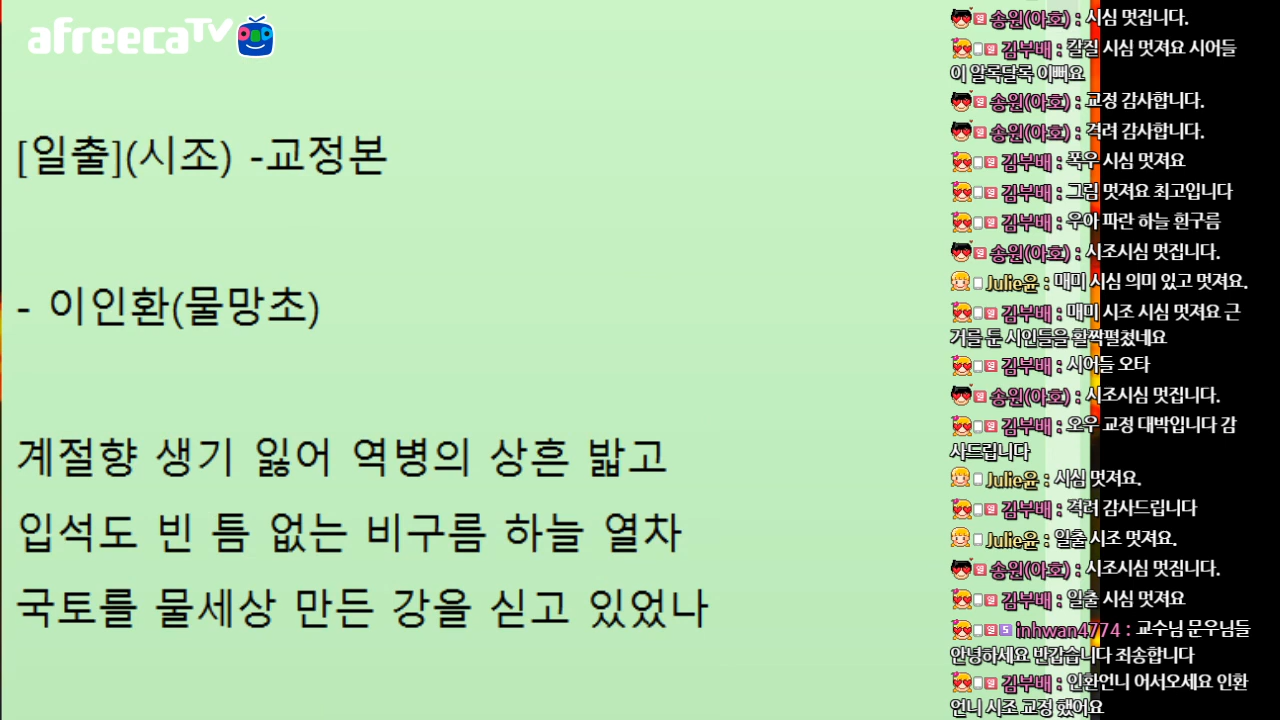 afreecaTV
[일출](시조) -교정본
- 이인환(물망초)
계절향 생기 잃어 역병의 상흔 밟고
입석도 빈 틈 없는 비구름 하늘 열차
국토를 물세상 만든 강을 싣고 있었나
송원(아호) : 시심 멋집니다.
김부배 : 칼질 시심 멋져요 시어들
이 알록달록 이뻐요
송원(아호) : 교정 감사합니다.
송원(아호) : 격려 감사합니다.
김부배 : 폭우 시심 멋져요
김부배 : 그림 멋져요 최고입니다
김부배 : 우아 파란 하늘 흰구름
송원(아호) : 시조시심 멋집니다.
Julie윤 : 매미 시심 의미 있고 멋져요.
김부배 : 매미 시조 시심 멋져요 근
거를 둔 시인들을 활짝펼쳤네요
김부배 : 시어들 오타
송원(아호) : 시조시심 멋집니다.
김부배 : 오우 교정 대박입니다 감
사드립니다
Julie윤 : 시심 멋져요.
김부배 : 격려 감사드립니다
Julie윤 : 일출 시조 멋져요.
송원(아호) : 시조시심 멋짐니다.
김부배 : 일출 시심 멋져요
inhwan4774 : 교수님 문우님들
안녕하세요 반갑습니다 죄송합니다
김부배 : 인환언니 어서오세요 인환
언니 시조 교정 했어요